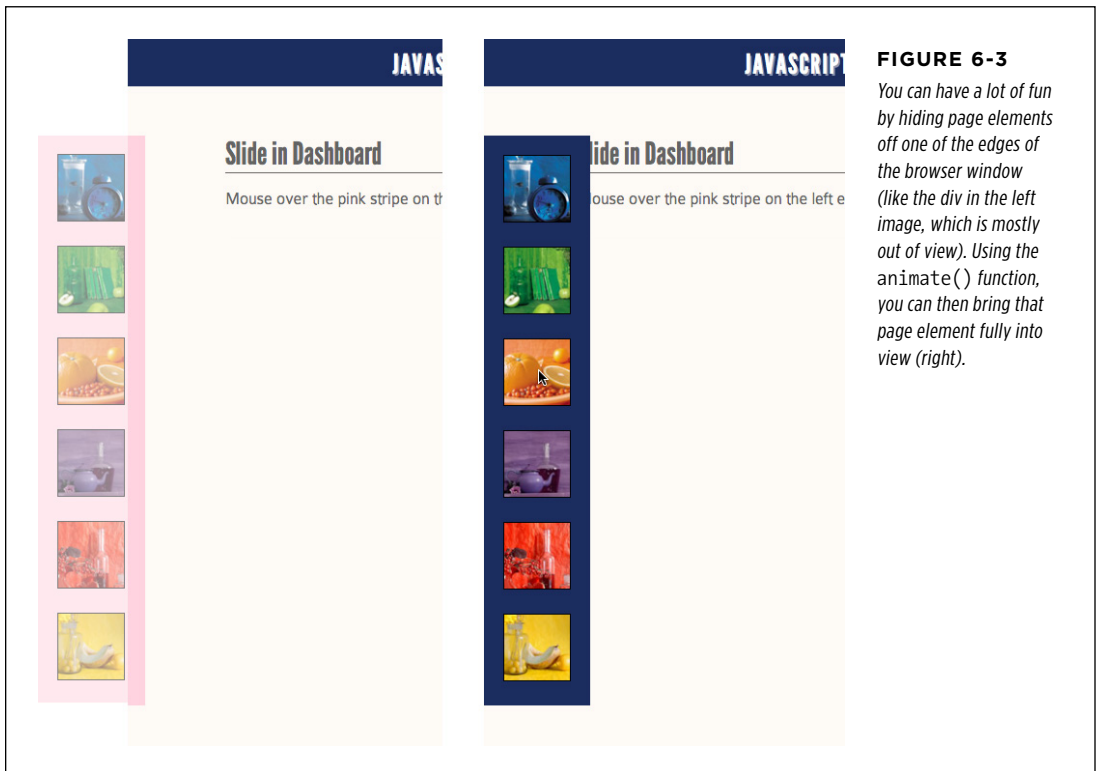 JAVAS
Slide in Dashboard
Mouse over the pink stripe on th
JAVASCRIPT
lide in Dashboard
louse over the pink stripe on the left e
FIGURE 6-3
You can have a lot of fun
by hiding page elements
off one of the edges of
the browser window
(like the div in the left
image, which is mostly
out of view). Using the
animate() function,
you can then bring that
page element fully into
view (right).